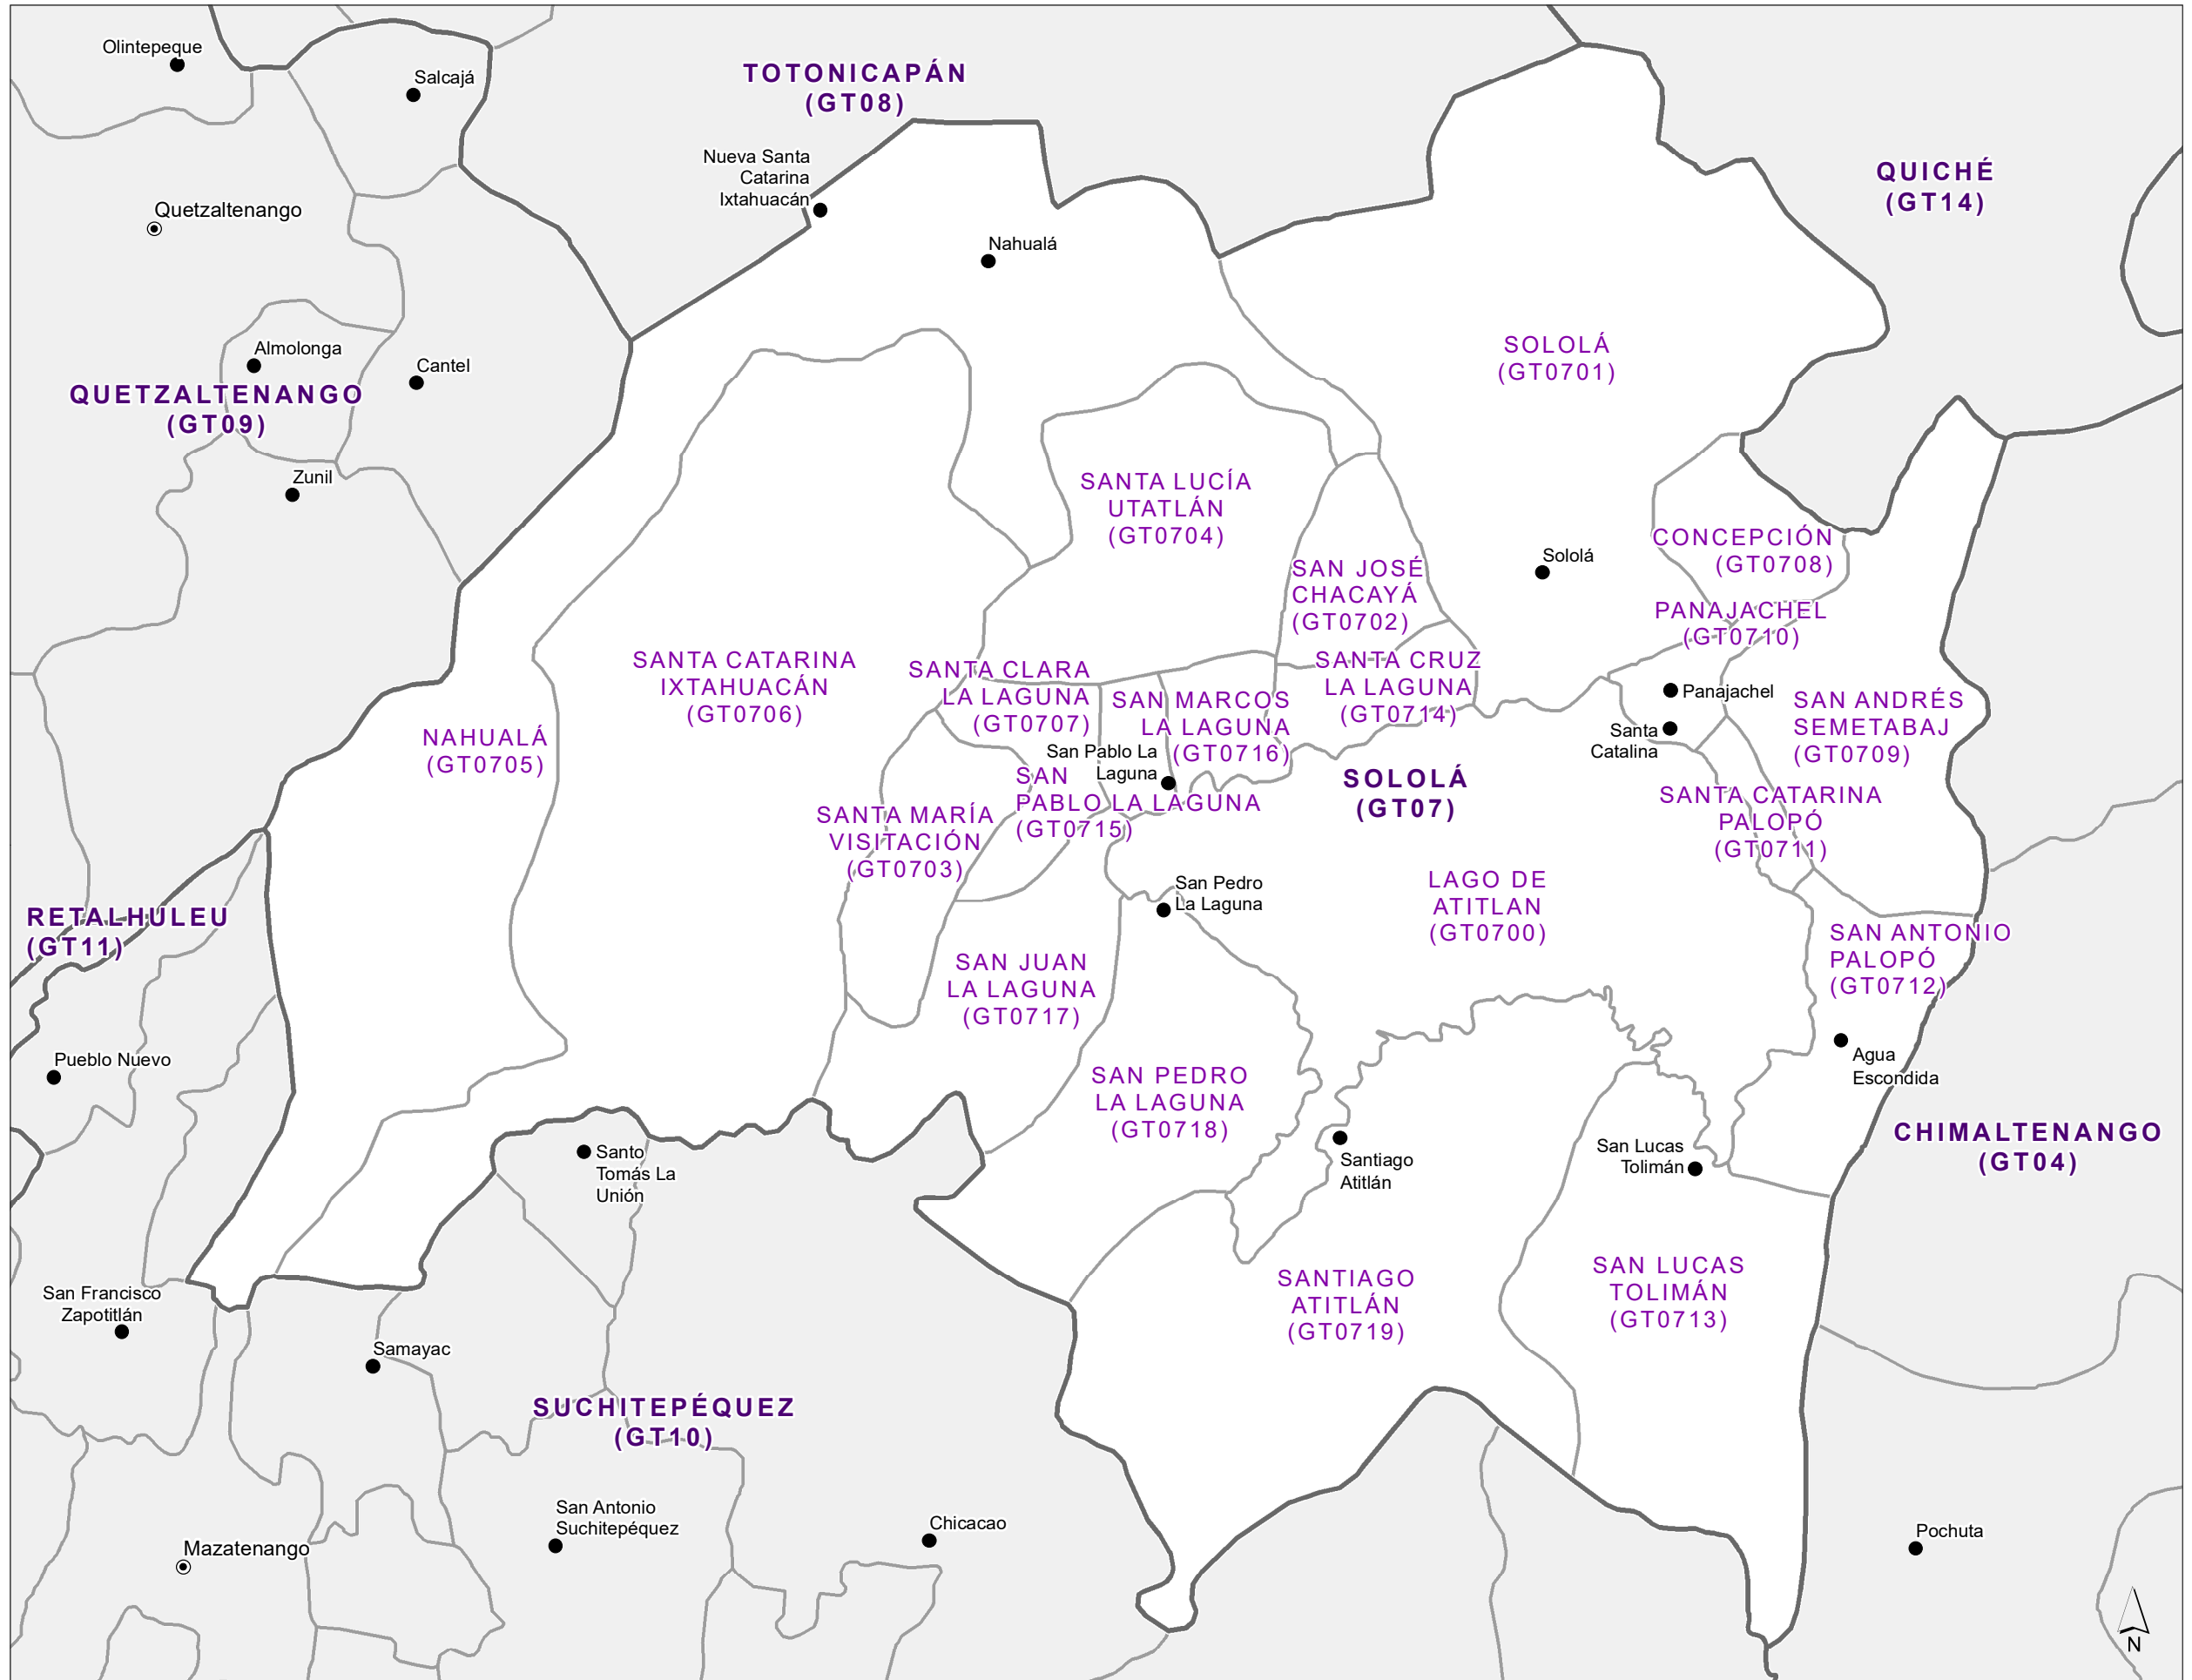 Olintepeque
Salcajá
TOTONICAPÁN
(GT08)
Nueva Santa
Catarina
Ixtahuacán
QUICHÉ
(GT14)
Quetzaltenango
Nahualá
Almolonga
Cantel
SOLOLÁ
(GT0701)
QUETZALTENANGO
(GT09)
Zunil
SANTA LUCÍA
UTATLÁN
(GT0704)
CONCEPCIÓN
(GT0708)
Sololá
SAN JOSÉ
CHACAYÁ
(GT0702)
PANAJACHEL
(GT0710)
SANTA CATARINA
IXTAHUACÁN
(GT0706)
SANTA CLARA
LA LAGUNA
(GT0707)
SANTA CRUZ
LA LAGUNA
(GT0714)
SAN MARCOS
LA LAGUNA
(GT0716)
Panajachel
SAN ANDRÉS
SEMETABAJ
(GT0709)
Santa
Catalina
NAHUALÁ
(GT0705)
San Pablo La
Laguna
SAN
PABLO LA LAGUNA
(GT0715)
SOLOLÁ
(GT07)
SANTA CATARINA
PALOPÓ
(GT0711)
SANTA MARÍA
VISITACIÓN
(GT0703)
San Pedro
La Laguna
LAGO DE
ATITLAN
(GT0700)
RETALHULEU
(GT11)
SAN ANTONIO
PALOPÓ
(GT0712)
SAN JUAN
LA LAGUNA
(GT0717)
Pueblo Nuevo
Agua
Escondida
SAN PEDRO
LA LAGUNA
(GT0718)
CHIMALTENANGO
(GT04)
Santo
Tomás La
Unión
Santiago
Atitlán
San Lucas
Tolimán
San Francisco
Zapotitlán
SANTIAGO
ATITLÁN
(GT0719)
SAN LUCAS
TOLIMÁN
(GT0713)
Samayac
SUCHITEPÉQUEZ
(GT10)
San Antonio
Suchitepéquez
Chicacao
Pochuta
Mazatenango
N